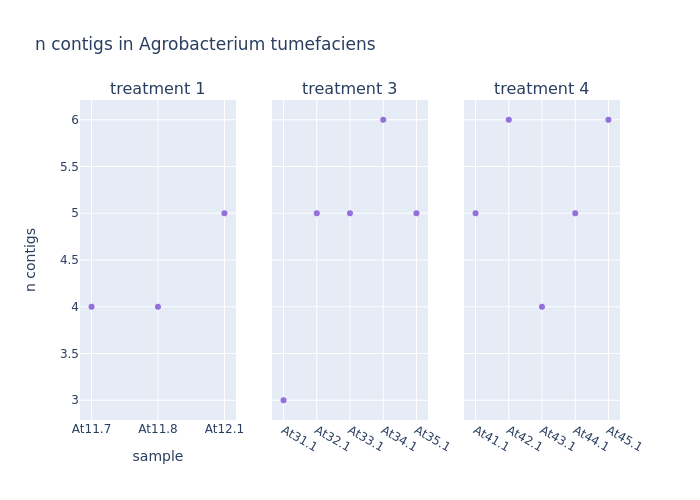 n contigs in Agrobacterium tumefaciens
treatment 1
treatment 3
treatment 4
6
5.5
5
4.5
4
3.5
3
n contigs
At11.7
At11.8
At12.1
At31.1
At32.1
At33.1
At34.1
At35.1
At41.1
At42.1
At43.1
At44.1
At45.1
sample